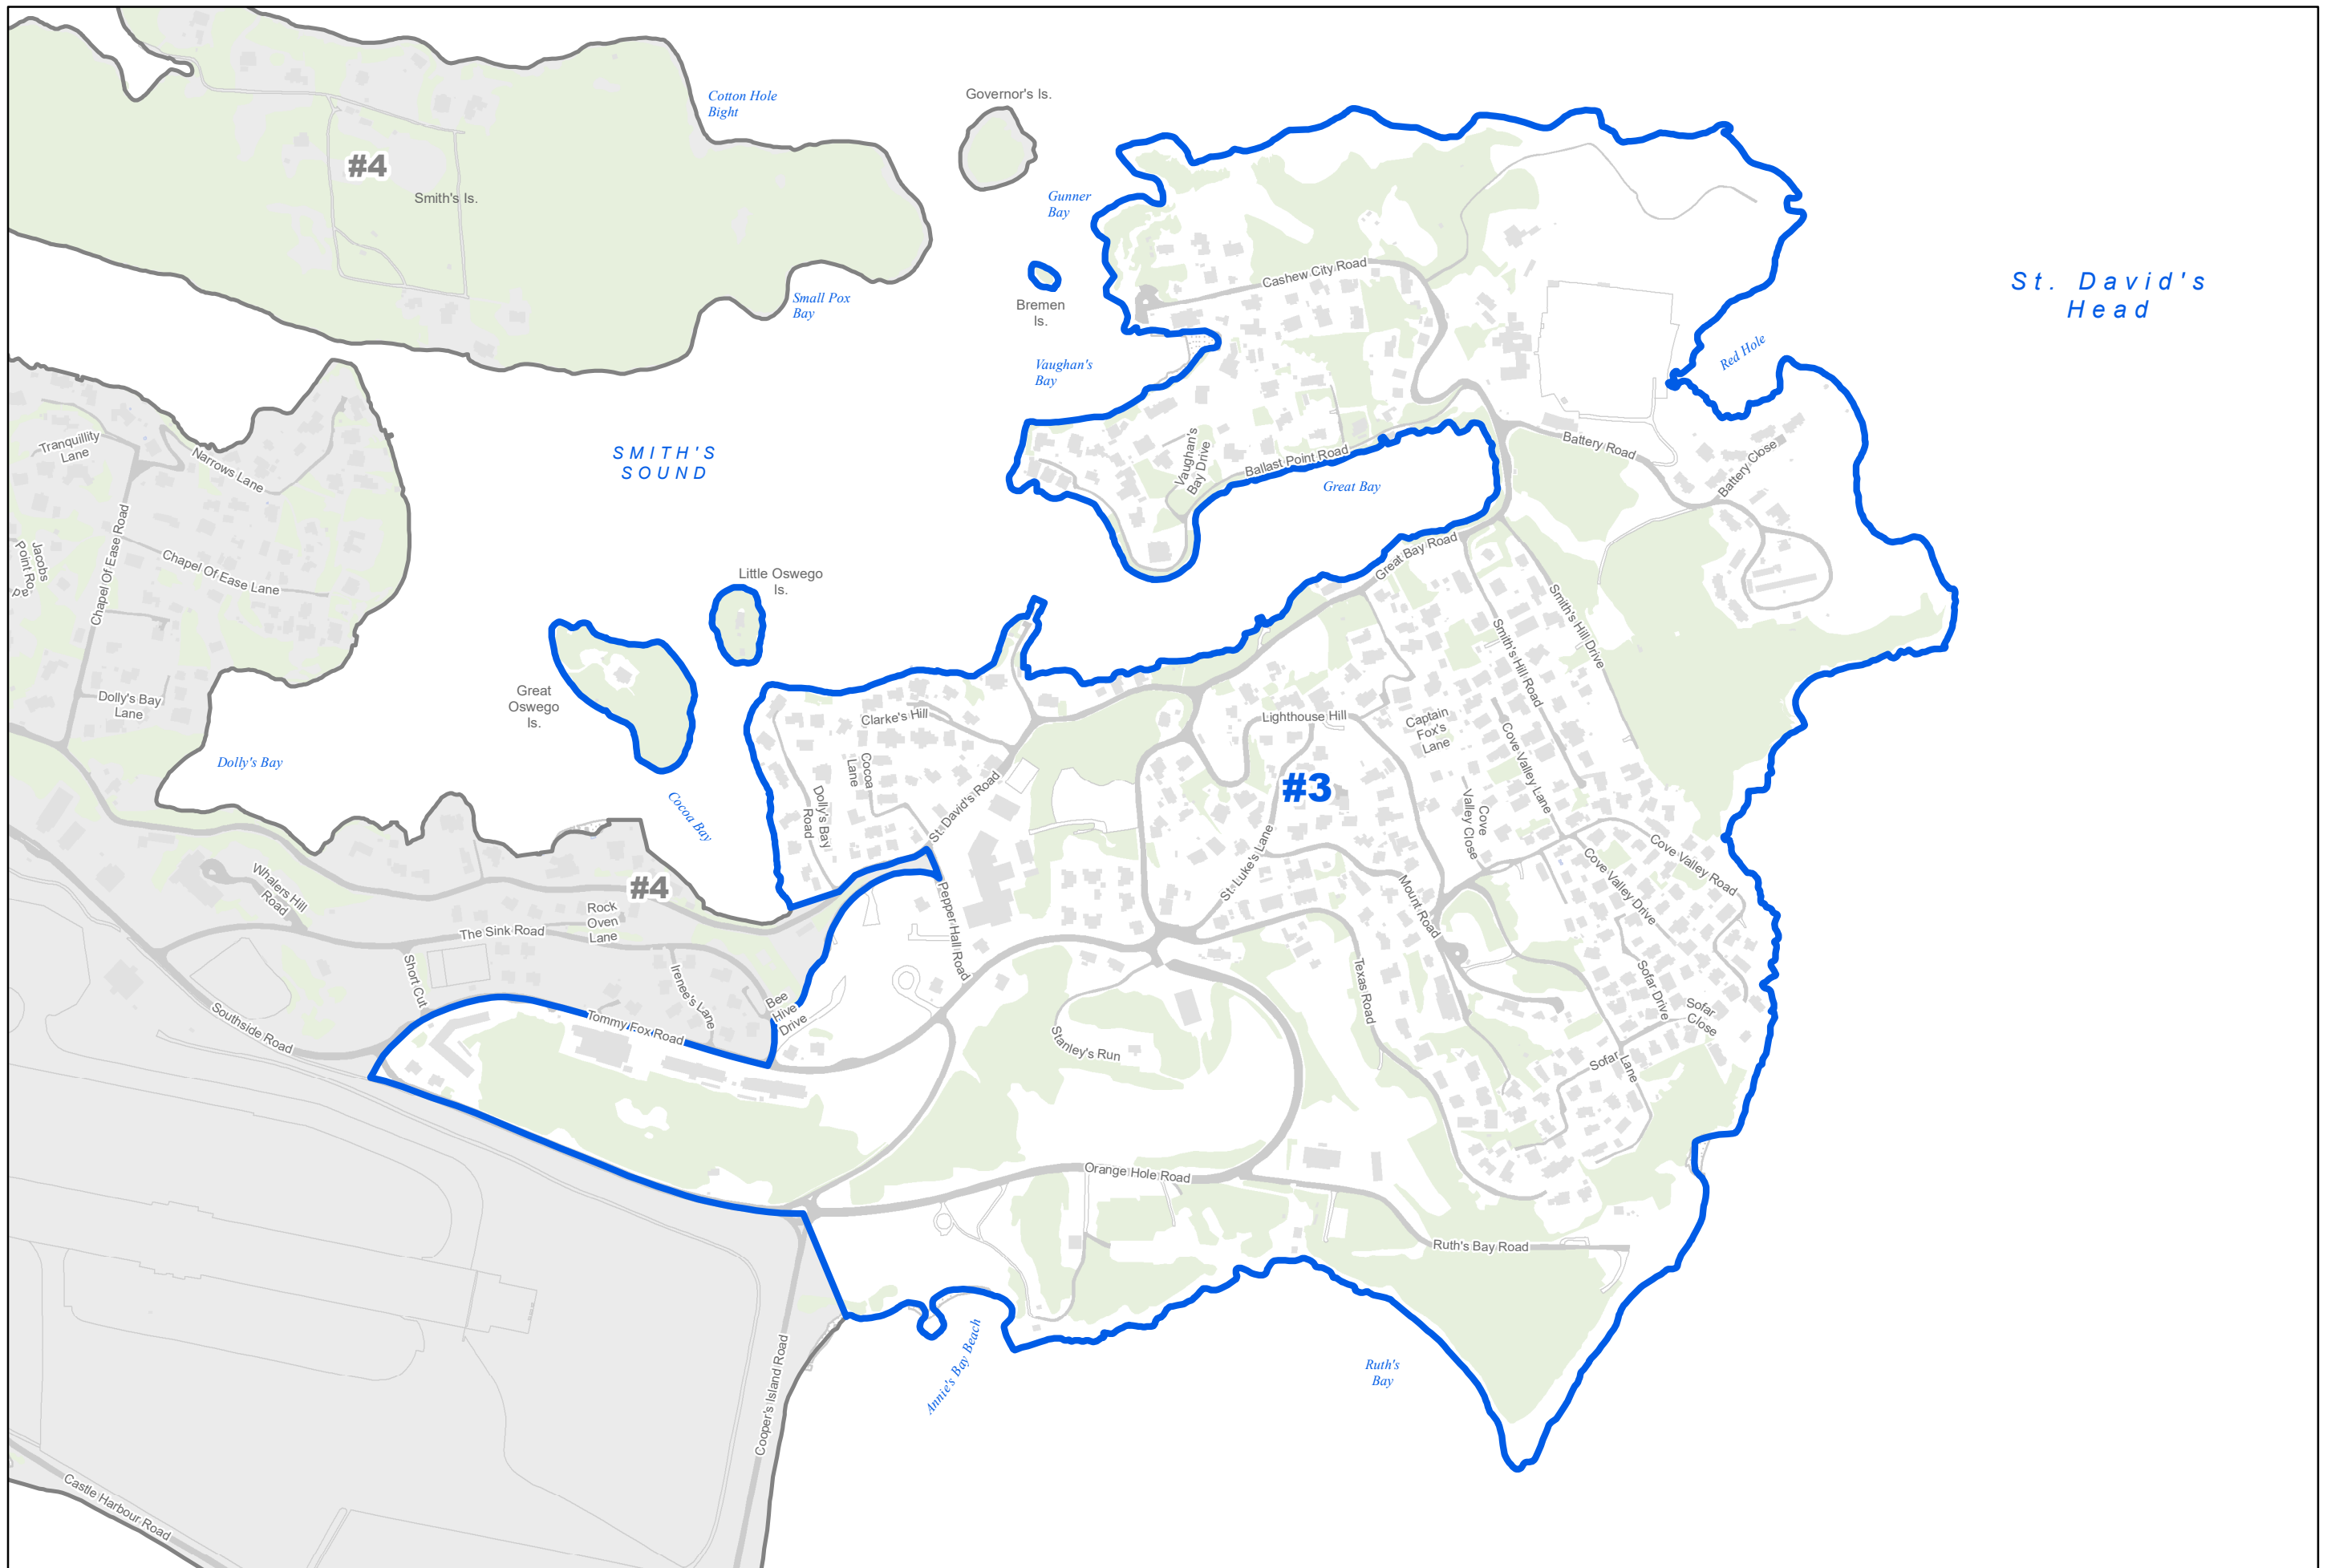 Cotton Hole
Bight
Governor's Is.
#4
Smith's Is.
Gunner
Bay
St. David's
Head
Cashew City Road
Small Pox
Bay
Bremen
Is.
Red Hole
Vaughan's
Bay
Tranquillity
Lane
Narrows Lane
SMITH'S
SOUND
Vaughan's
Bay Drive
Ballast Point Road
Battery Road
Battery Close
Great Bay
Chapel Of Ease Road
Jacobs
Point Road
Chapel Of Ease Lane
Great Bay Road
Little Oswego
Is.
Smith's Hill Drive
Smith's Hill Road
Great
Oswego
Is.
Dolly's Bay
Lane
Clarke's Hill
Lighthouse Hill
Captain
Fox's
Lane
Dolly's Bay
Cocoa
Lane
Cove Valley Lane
#3
Cocoa Bay
Dolly's Bay
Road
St. David's Road
Cove
Valley Close
St. Luke's Lane
Cove Valley Road
Cove Valley Drive
Whalers Hill
Road
#4
Mount Road
Rock
Oven
Lane
The Sink Road
Pepper Hall Road
Short Cut
Irenee's Lane
Texas Road
Sofar Drive
Bee
Hive
Drive
Sofar
Close
Southside Road
Tommy Fox Road
Stanley's Run
Sofar
Lane
Orange Hole Road
Ruth's Bay Road
Annie's Bay Beach
Cooper's Island Road
Ruth's
Bay
Castle Harbour Road